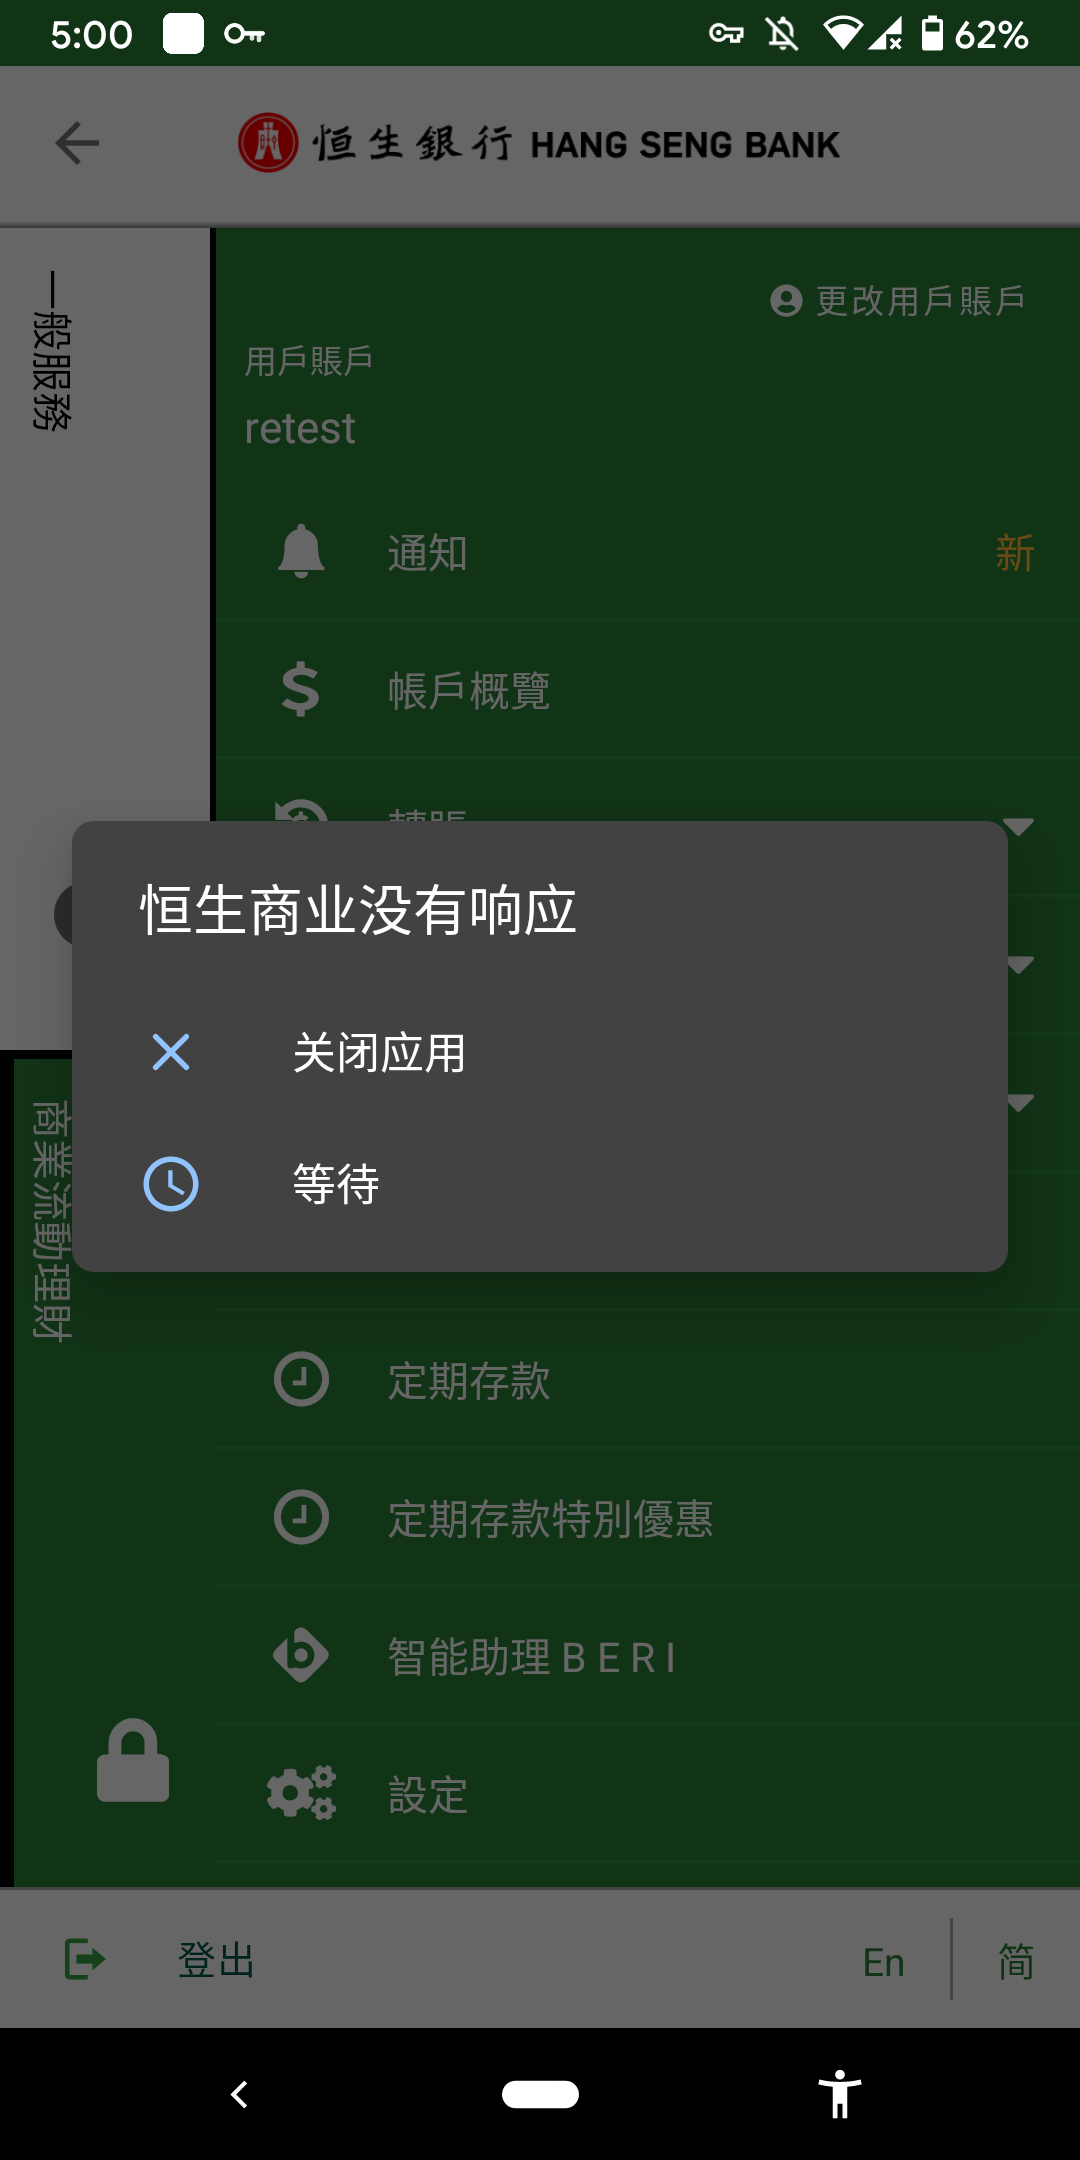 5:00
62%
恒生銀行 HANG SENG BANK
一般服務
更改用戶賬戶
用戶賬戶
retest
通知
新
帳戶概覽
恒生商业没有响应
关闭应用
等待
商業流動理財
定期存款
定期存款特別優惠
智能助理 B E R I
設定
登出
En
简